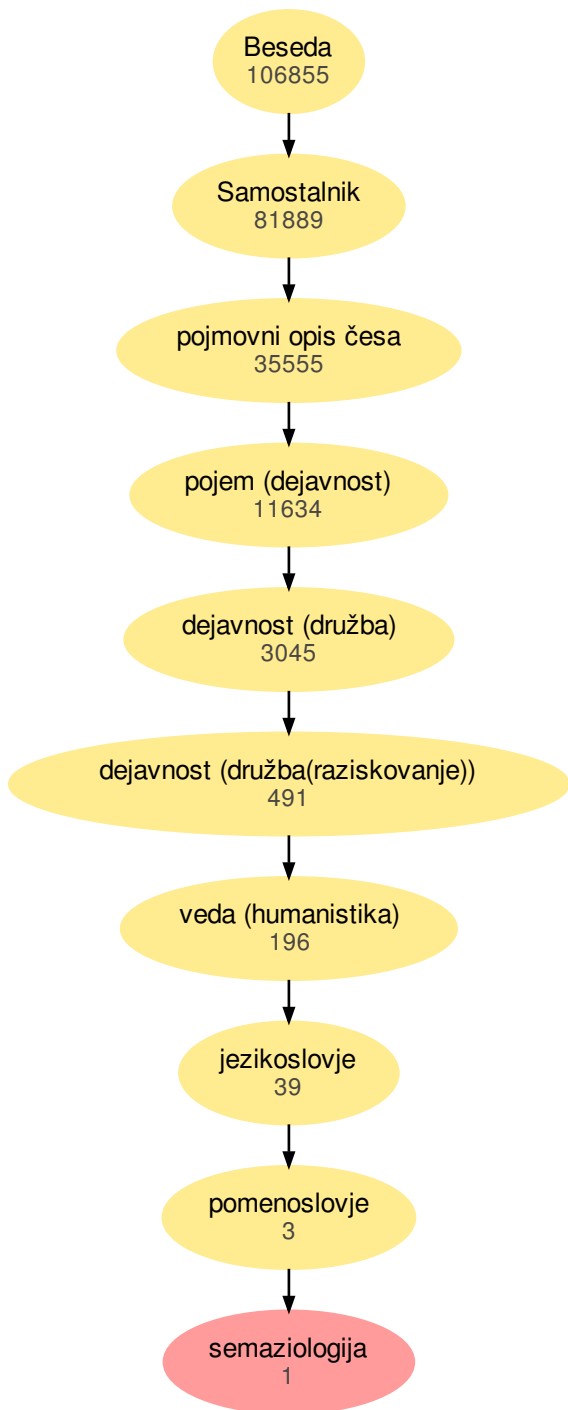 Beseda
106855
Samostalnik
81889
pojmovni opis česa
35555
pojem (dejavnost)
11634
dejavnost (družba)
3045
dejavnost (družba(raziskovanje))
491
veda (humanistika)
196
jezikoslovje
39
pomenoslovje
3
semaziologija
1